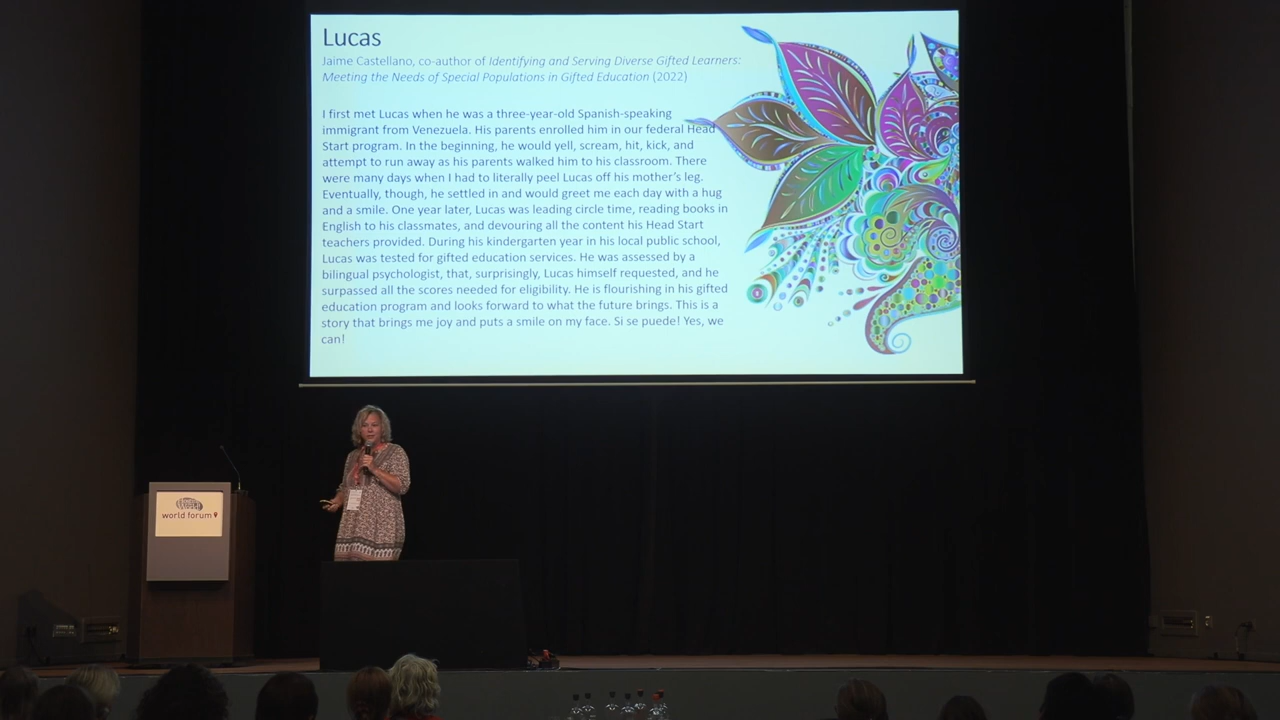 Lucas
Jaime Castellano, co-author of Identifying and Serving Diverse Gifted Learners:
Meeting the Needs of Special Populations in Gifted Education (2022)
I first met Lucas when he was a three-year-old Spanish-speaking
immigrant from Venezuela. His parents enrolled him in our federal Head
Start program. In the beginning, he would yell, scream, hit, kick, and
attempt to run away as his parents walked him to his classroom. There
were many days when I had to literally peel Lucas off his mother's leg.
Eventually, though, he settled in and would greet me each day with a hug
and a smile. One year later, Lucas was leading circle time, reading books in
English to his classmates, and devouring all the content his Head Start
teachers provided. During his kindergarten year in his local public school,
Lucas was tested for gifted education services. He was assessed by a
bilingual psychologist, that, surprisingly, Lucas himself requested, and he
surpassed all the scores needed for eligibility. He is flourishing in his gifted
education program and looks forward to what the future brings. This is a
story that brings me joy and puts a smile on my face. Si se puede! Yes, we
can!
world forum